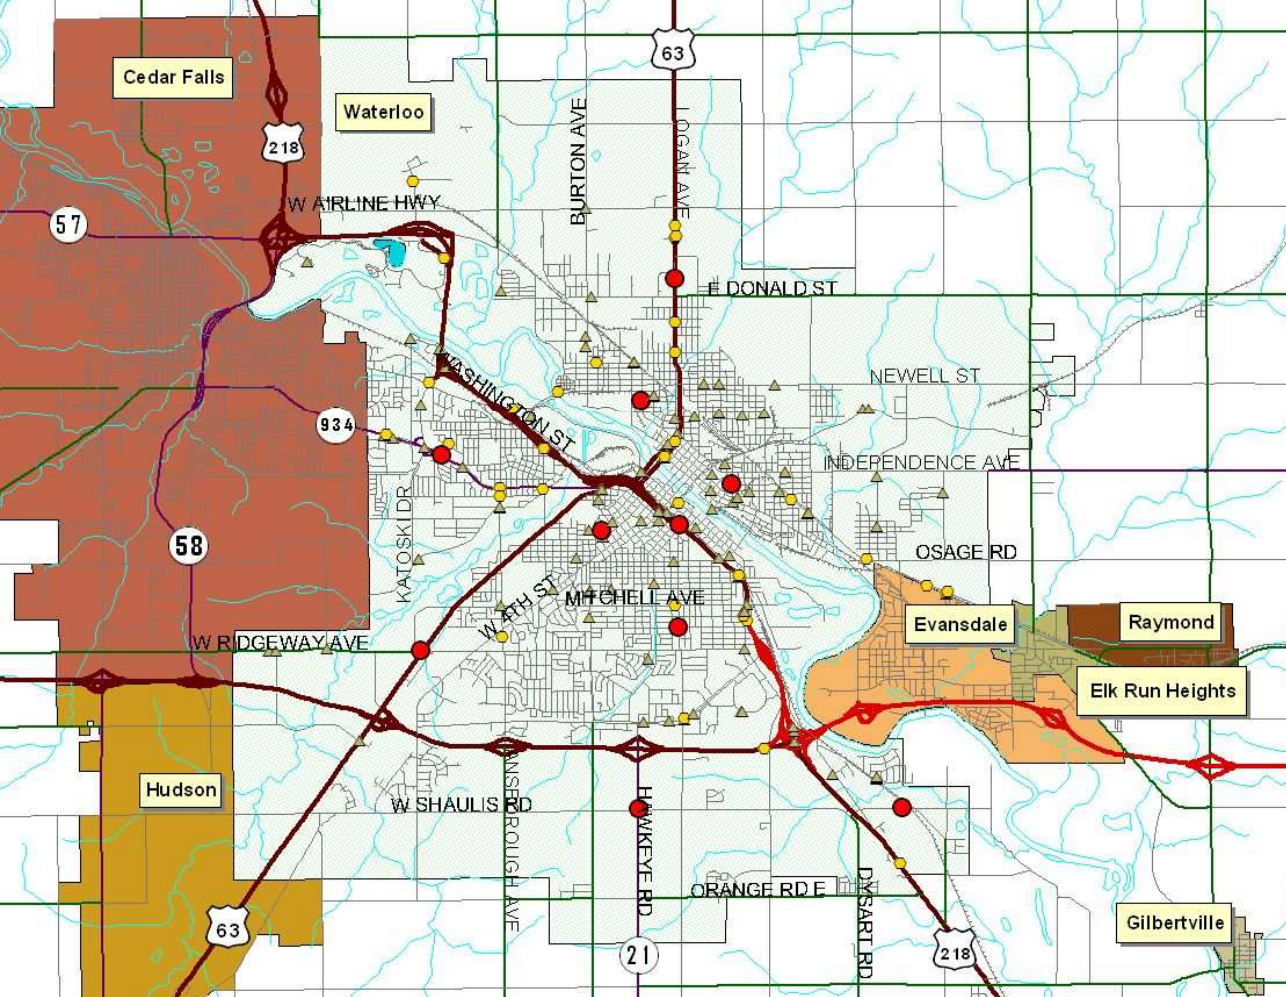 63
Cedar Falls
Waterloo
BURTON AVE
LOGAN AVE
218
W AIRLINE HWY
57
E DONALD ST
WASHINGTON ST
NEWELL ST
934
INDEPENDENCE AVE
KATOSKI DR
58
OSAGE RD
W 4TH ST
MITCHELL AVE
Evansdale
Raymond
W RIDGEWAY AVE
Elk Run Heights
Hudson
W SHAULIS RD
ANSBOROUGH AVE
HAWKEYE RD
ORANGE RD E
DYSART RD
63
21
218
Gilbertville